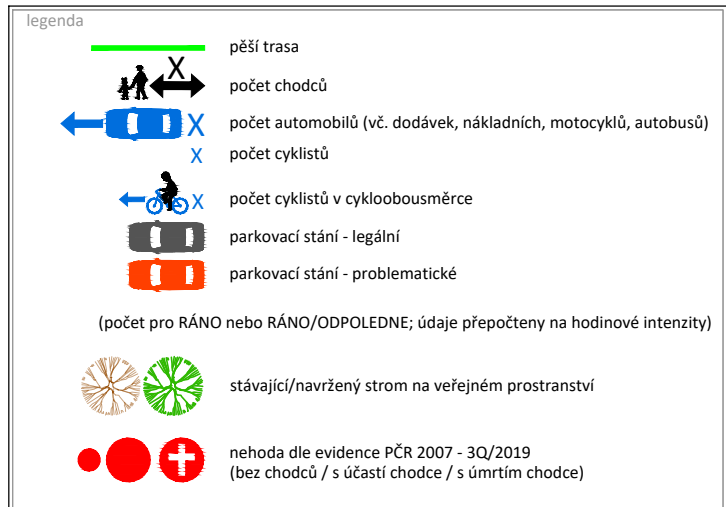 legenda
pěší trasa
X
počet chodců
X
počet automobilů (vč. dodávek, nákladních, motocyklů, autobusů)
X
počet cyklistů
X
počet cyklistů v cykloobousměrce
parkovací stání - legální
parkovací stání - problematické
(počet pro RÁNO nebo RÁNO/ODPOLEDNE; údaje přepočteny na hodinové intenzity)
stávající/navržený strom na veřejném prostranství
nehoda dle evidence PČR 2007 - 3Q/2019
(bez chodců / s účastí chodce / s úmrtím chodce)